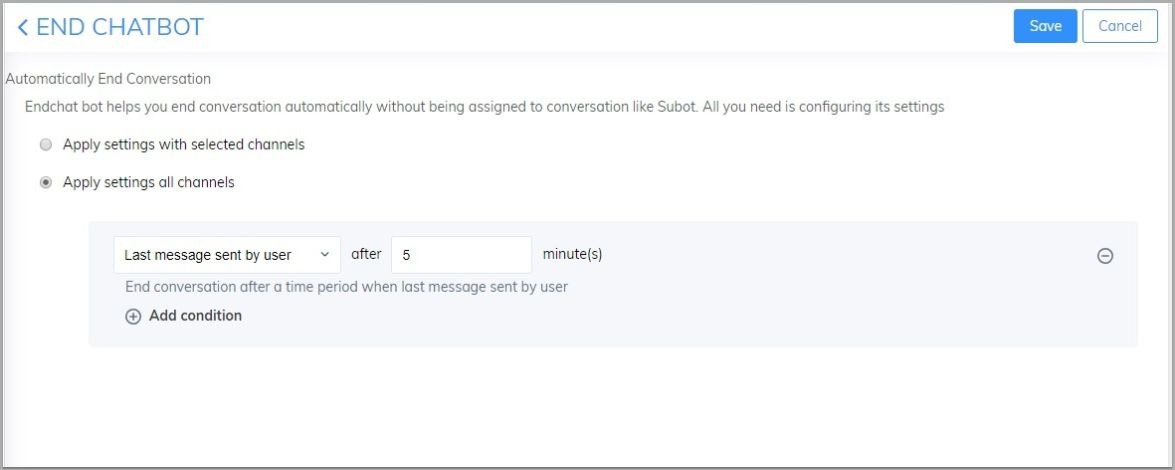 END CHATBOT
Save
Cancel
Automatically End Conversation
Endchat bot helps you end conversation automatically without being assigned to conversation like Subot. All you need is configuring its settings
Apply settings with selected channels
Apply settings all channels
Last message sent by user after 5 minute(s)
End conversation after a time period when last message sent by user
Add condition